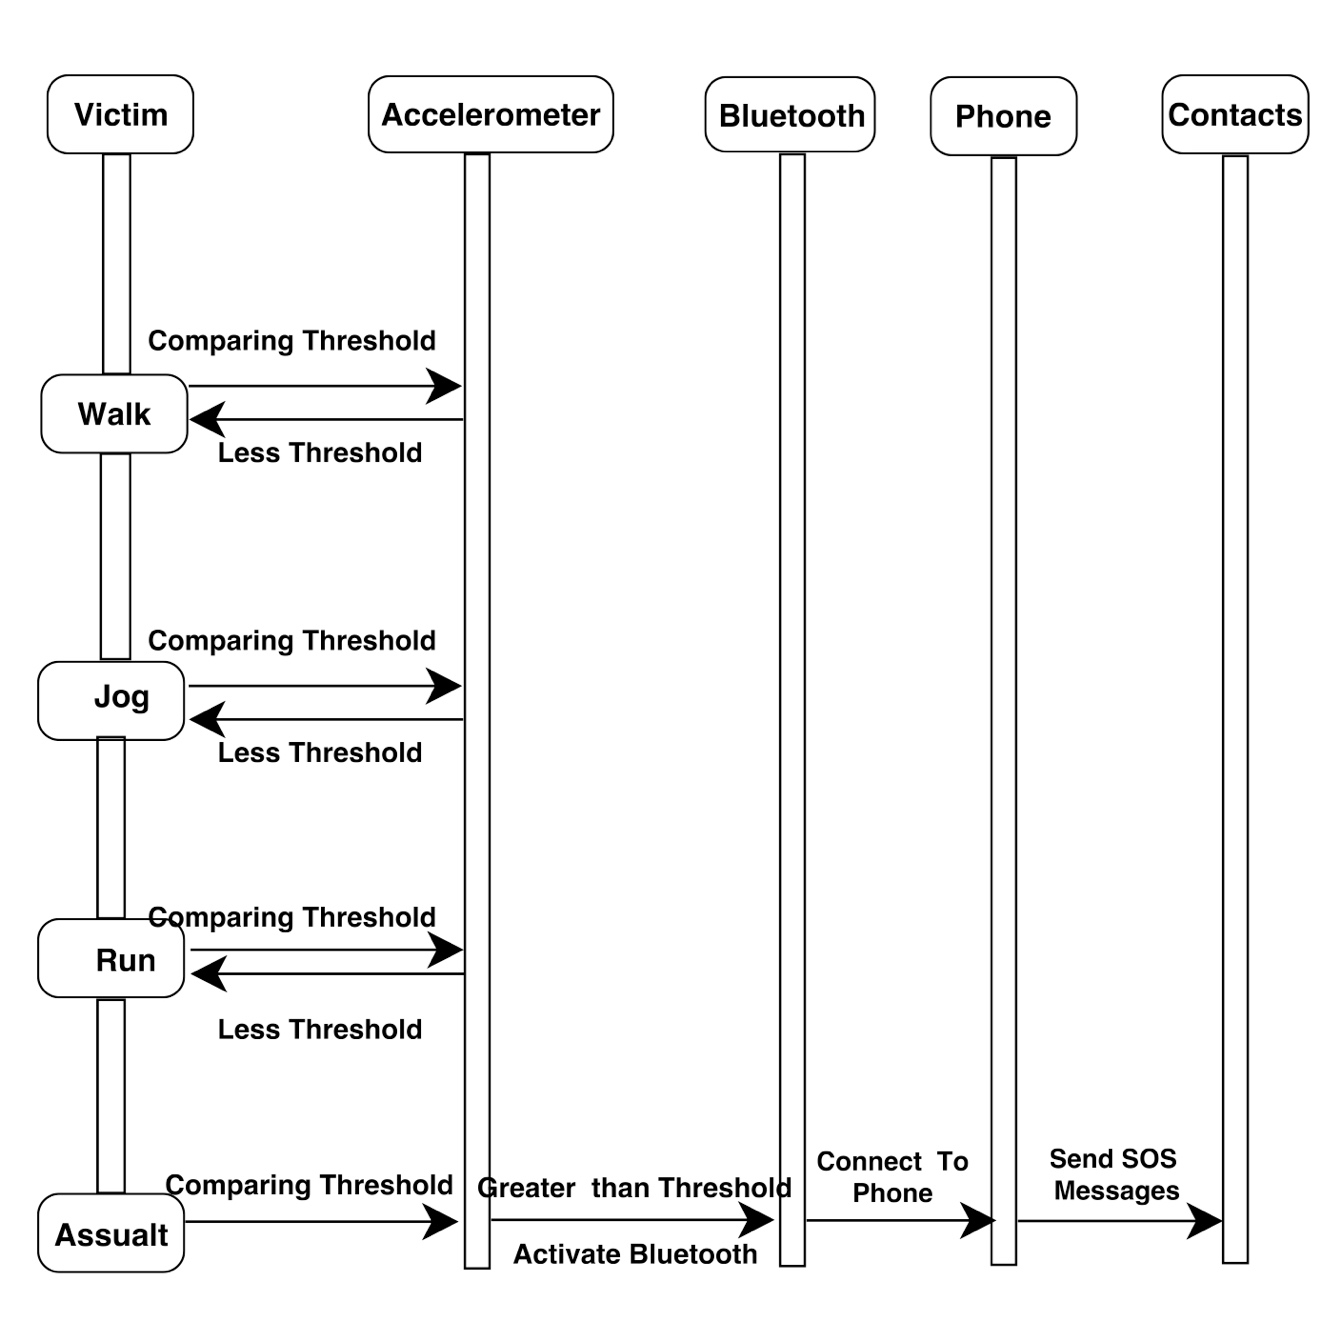 Victim
Accelerometer
Bluetooth
Phone
Contacts
Comparing Threshold
Walk
Less Threshold
Comparing Threshold
Jog
Less Threshold
Comparing Threshold
Run
Less Threshold
Comparing Threshold
Greater than Threshold
Connect To
Phone
Send SOS
Messages
Assualt
Activate Bluetooth